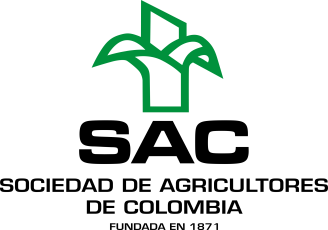 SAC
SOCIEDAD DE AGRICULTORES
DE COLOMBIA
FUNDADA EN 1871